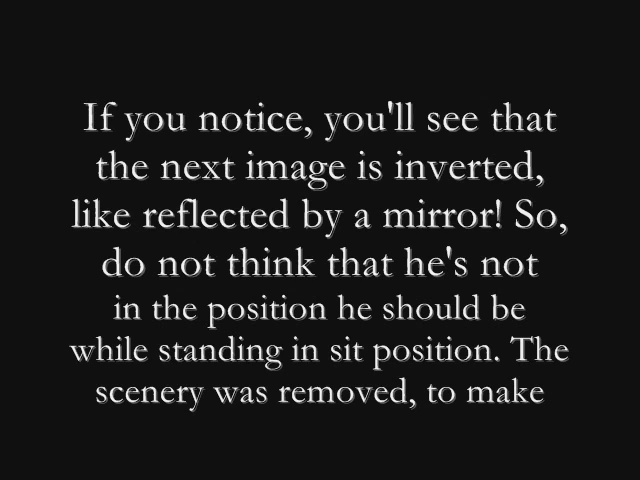 If you notice, you'll see that
the next image is inverted,
like reflected by a mirror! So,
do not think that he's not
in the position he should be
while standing in sit position. The
scenery was removed, to make